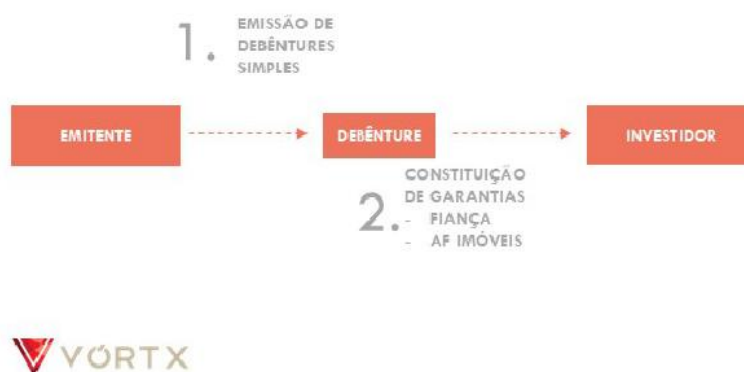 1.
EMISSÃO DE
DEBÊNTURES
SIMPLES
EMITENTE
DEBÊNTURE
INVESTIDOR
2.
CONSTITUIÇÃO
DE GARANTIAS
- FIANÇA
- AF IMÓVEIS
VÓRTX